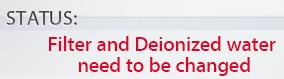 STATUS:
Filter and Deionized water
need to be changed